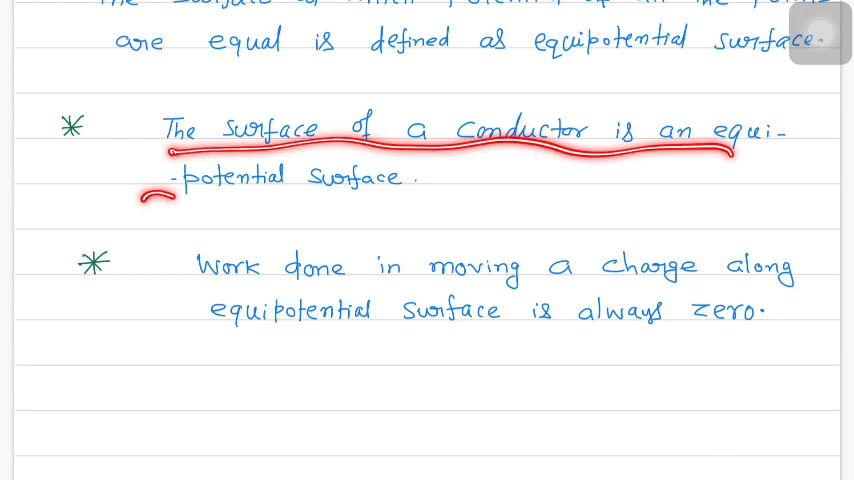 are equal is defined as equipotential surface.
* The surface of a conductor is an equi-
-potential surface.
* Work done in moving a charge along
equipotential surface is always zero.